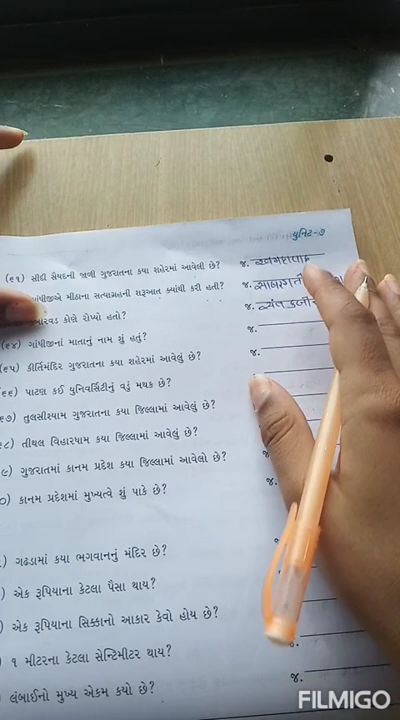 યુનિટ-૭
(૯૧) સીદી સૈયદની જાળી ગુજરાતના કયા શહેરમાં આવેલી છે? જ. અમદાવાદ
ગાંધીજીએ મીઠાના સત્યાગ્રહની શરૂઆત ક્યાંથી કરી હતી? જ. સાબરમતી
કોણે રોપ્યો હતો? જ. સંત કબીર
(૯૪) ગાંધીજીનાં માતાનું નામ શું હતું? જ.
(૯૫) કીર્તિમંદિર ગુજરાતના કયા શહેરમાં આવેલું છે? જ.
(૯૬) પાટણ કઈ યુનિવર્સિટીનું વડું મથક છે?
૯૭) તુલસીશ્યામ ગુજરાતના કયા જિલ્લામાં આવેલું છે?
૯૮) તીથલ વિહારધામ કયા જિલ્લામાં આવેલું છે?
૯) ગુજરાતમાં કાનમ પ્રદેશ કયા જિલ્લામાં આવેલો છે? જ
૦) કાનમ પ્રદેશમાં મુખ્યત્વે શું પાકે છે? જ.
) ગઢડામાં કયા ભગવાનનું મંદિર છે?
) એક રૂપિયાના કેટલા પૈસા થાય?
) એક રૂપિયાના સિક્કાનો આકાર કેવો હોય છે?
) ૧ મીટરના કેટલા સેન્ટિમીટર થાય?
) લંબાઈનો મુખ્ય એકમ કયો છે? જ.
FILMIGO